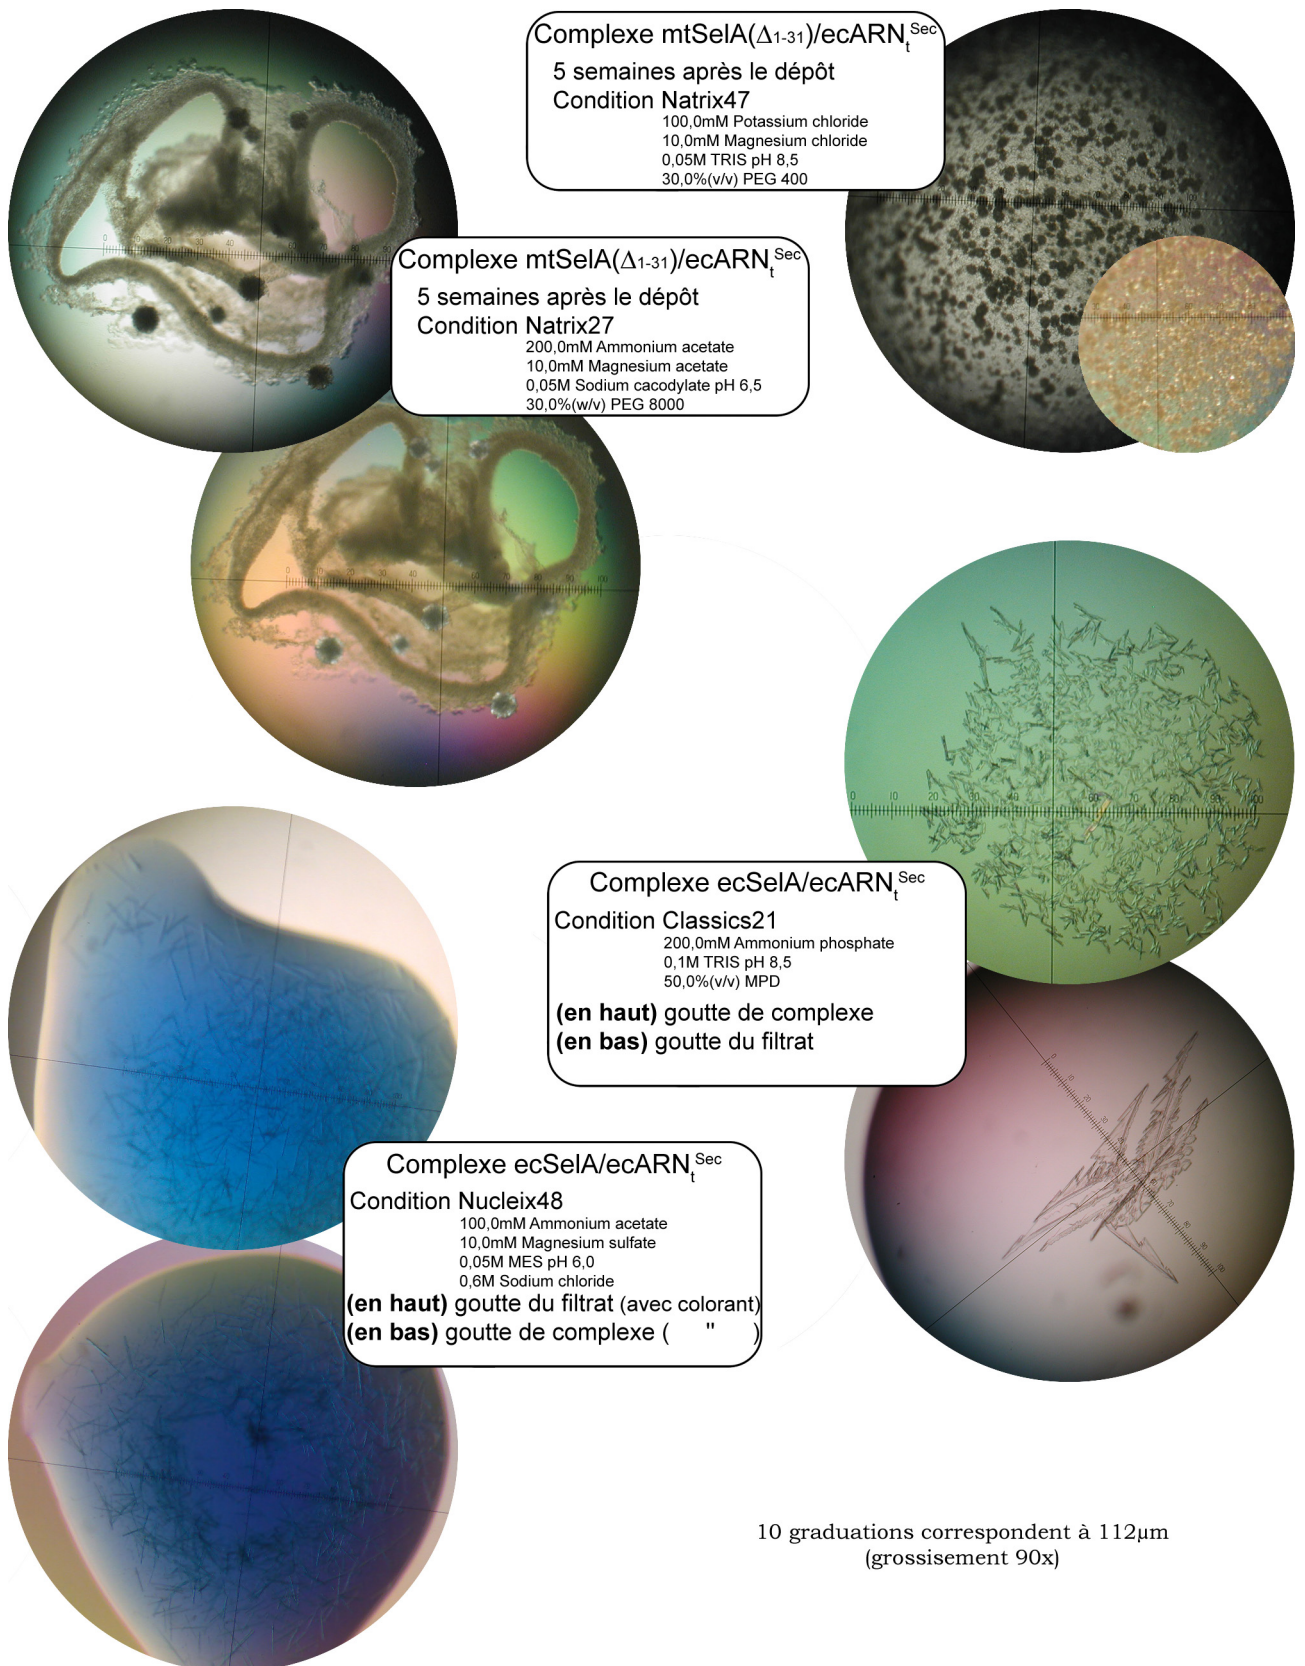 Complexe mtSelA(Δ1-31)/ecARNtSec
5 semaines après le dépôt
Condition Natrix47
100,0mM Potassium chloride
10,0mM Magnesium chloride
0,05M TRIS pH 8,5
30,0%(v/v) PEG 400
Complexe mtSelA(Δ1-31)/ecARNtSec
5 semaines après le dépôt
Condition Natrix27
200,0mM Ammonium acetate
10,0mM Magnesium acetate
0,05M Sodium cacodylate pH 6,5
30,0%(w/v) PEG 8000
Complexe ecSelA/ecARNtSec
Condition Classics21
200,0mM Ammonium phosphate
0,1M TRIS pH 8,5
50,0%(v/v) MPD
(en haut) goutte de complexe
(en bas) goutte du filtrat
Complexe ecSelA/ecARNtSec
Condition Nucleix48
100,0mM Ammonium acetate
10,0mM Magnesium sulfate
0,05M MES pH 6,0
0,6M Sodium chloride
(en haut) goutte du filtrat (avec colorant)
(en bas) goutte de complexe ( " )
10 graduations correspondent à 112µm
(grossisement 90x)